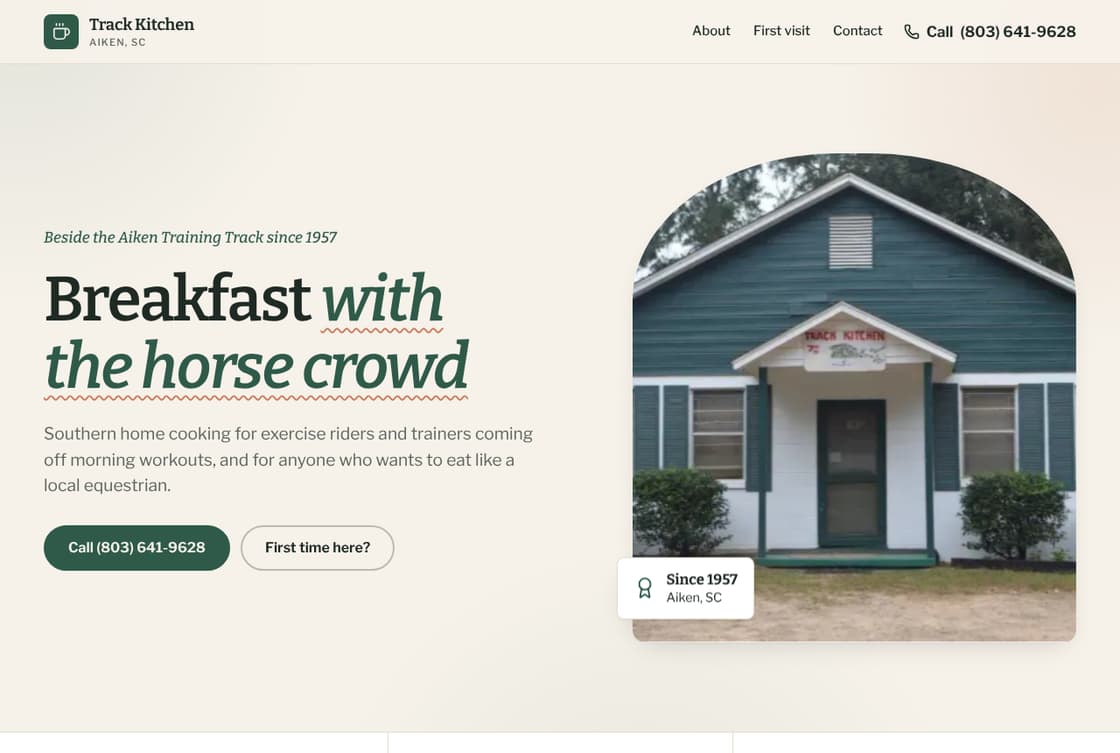 Track Kitchen
AIKEN, SC
About
First visit
Contact
Call (803) 641-9628
Beside the Aiken Training Track since 1957
Breakfast with
the horse crowd
Southern home cooking for exercise riders and trainers coming
off morning workouts, and for anyone who wants to eat like a
local equestrian.
Call (803) 641-9628
First time here?
TRACK KITCHEN
Since 1957
Aiken, SC